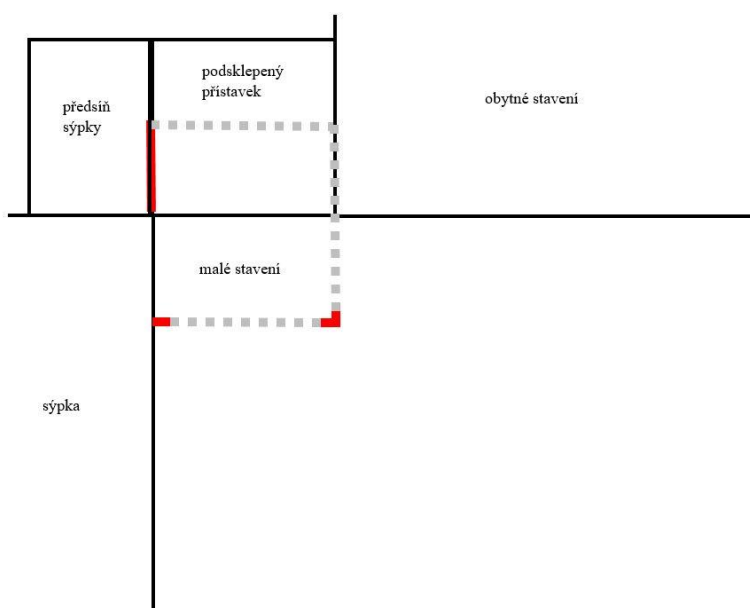 podsklepený
přístavek
obytné stavení
předsíň
sýpky
malé stavení
sýpka